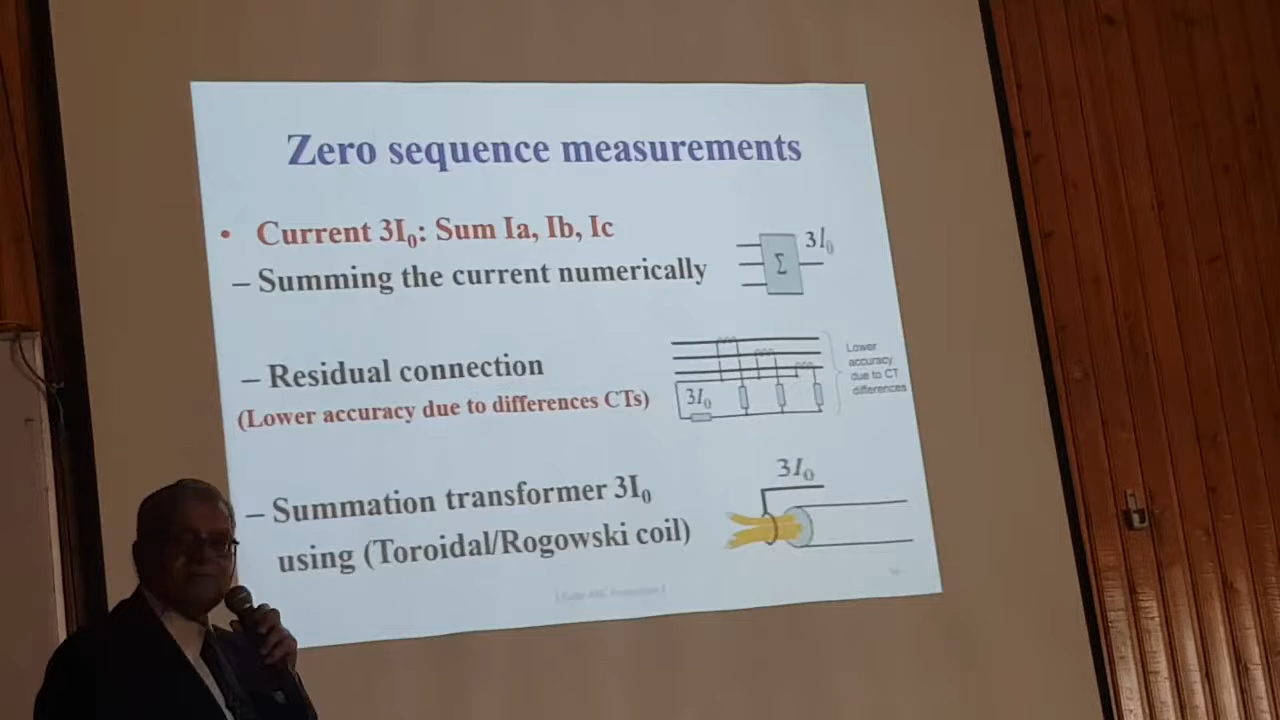 Zero sequence measurements
• Current 3I₀: Sum Ia, Ib, Ic
– Summing the current numerically
Σ
3I₀
– Residual connection
(Lower accuracy due to differences CTs)
3I₀
Lower
accuracy
due to CT
differences
– Summation transformer 3I₀
using (Toroidal/Rogowski coil)
3I₀